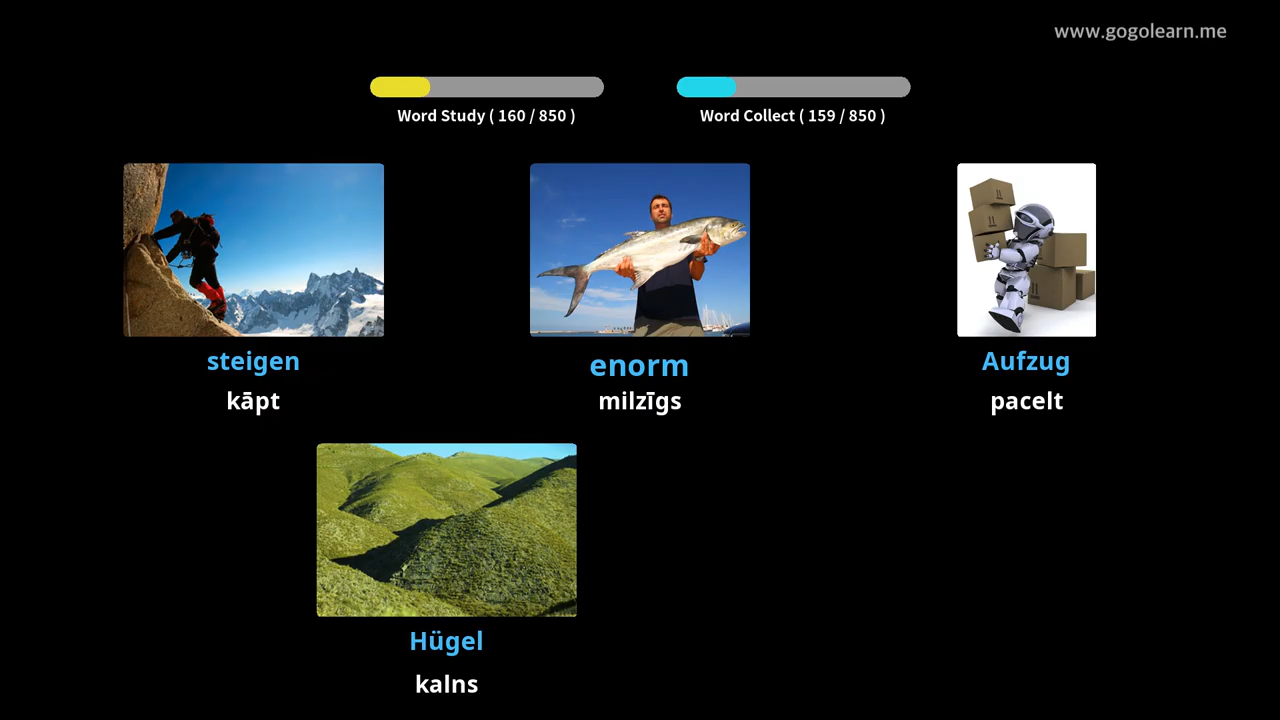 www.gogolearn.me
Word Study ( 160 / 850 )
Word Collect ( 159 / 850 )
steigen
kāpt
enorm
milzīgs
Aufzug
pacelt
Hügel
kalns